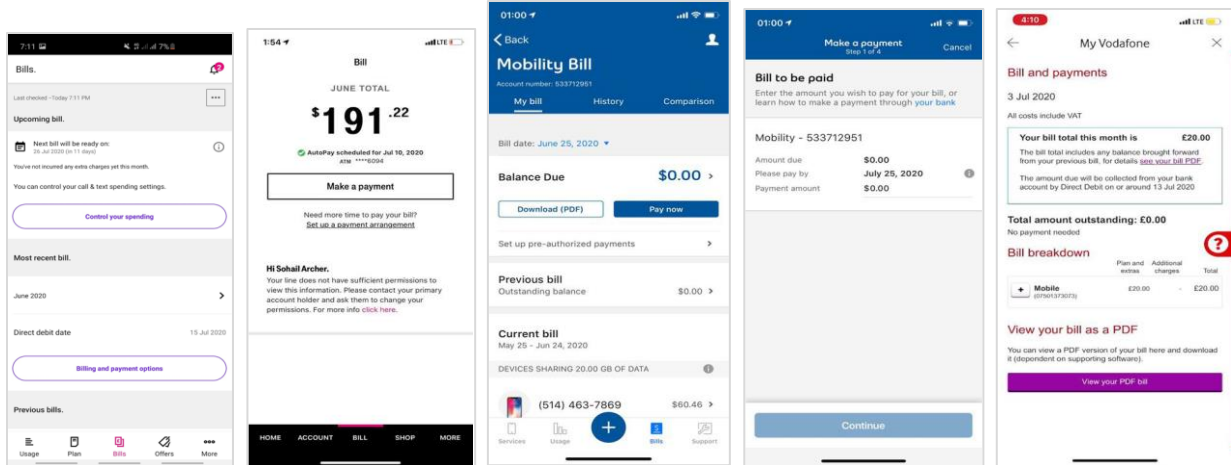 7:11
7%
Bills.
2
Last checked - Today 7:11 PM
Upcoming bill.
Next bill will be ready on:
26 Jul 2020 (in 11 days)
You've not incurred any extra charges yet this month.
You can control your call & text spending settings.
Control your spending
Most recent bill.
June 2020
Direct debit date
15 Jul 2020
Billing and payment options
Previous bills.
Usage
Plan
Bills
Offers
More
1:54
LTE
Bill
JUNE TOTAL
$191.22
AutoPay scheduled for Jul 10, 2020
ATM ****6094
Make a payment
Need more time to pay your bill?
Set up a payment arrangement
Hi Sohail Archer.
Your line does not have sufficient permissions to
view this information. Please contact your primary
account holder and ask them to change your
permissions. For more info click here.
HOME
ACCOUNT
BILL
SHOP
MORE
01:00
Back
Mobility Bill
Account number: 533712951
My bill
History
Comparison
Bill date: June 25, 2020
Balance Due
$0.00
Download (PDF)
Pay now
Set up pre-authorized payments
Previous bill
Outstanding balance
$0.00
Current bill
May 25 - Jun 24, 2020
DEVICES SHARING 20.00 GB OF DATA
(514) 463-7869
$60.46
Services
Usage
Bills
Support
01:00
Make a payment
Step 1 of 4
Cancel
Bill to be paid
Enter the amount you wish to pay for your bill, or
learn how to make a payment through your bank
Mobility - 533712951
Amount due
$0.00
Please pay by
July 25, 2020
Payment amount
$0.00
Continue
4:10
LTE
My Vodafone
Bill and payments
3 Jul 2020
All costs include VAT
Your bill total this month is
£20.00
The bill total includes any balance brought forward
from your previous bill, for details see your bill PDF.
The amount due will be collected from your bank
account by Direct Debit on or around 13 Jul 2020
Total amount outstanding: £0.00
No payment needed
?
Bill breakdown
Plan and
extras
Additional
charges
Total
+
Mobile
(07501373073)
£20.00
-
£20.00
View your bill as a PDF
You can view a PDF version of your bill here and download
it (dependent on supporting software).
View your PDF bill